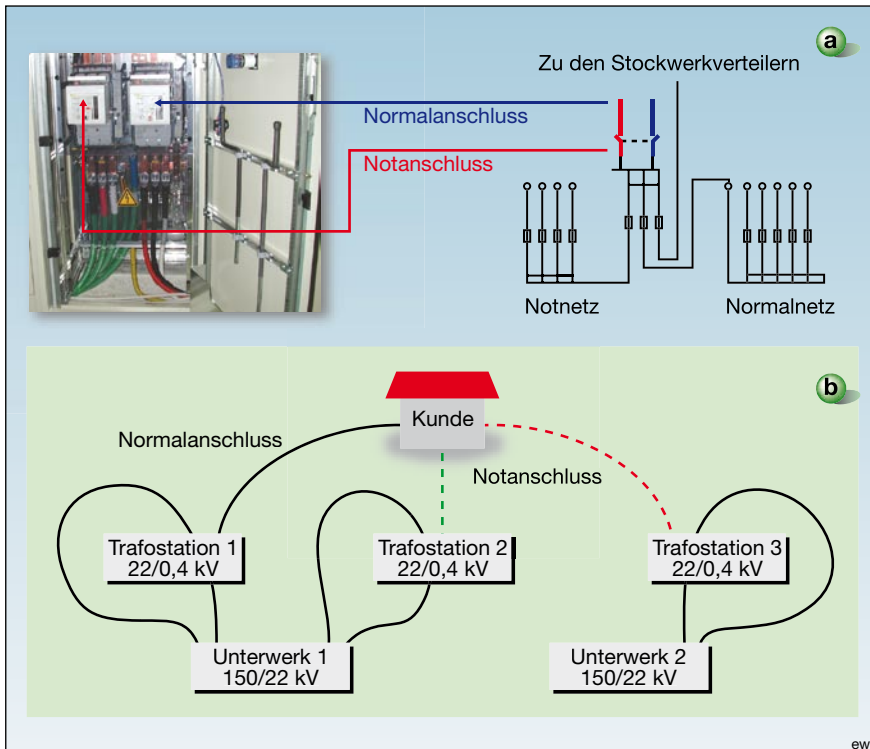 a
Zu den Stockwerkverteilern
Normalanschluss
Notanschluss
Notnetz
Normalnetz
b
Kunde
Normalanschluss
Notanschluss
Trafostation 1
22/0,4 kV
Trafostation 2
22/0,4 kV
Trafostation 3
22/0,4 kV
Unterwerk 1
150/22 kV
Unterwerk 2
150/22 kV
ew